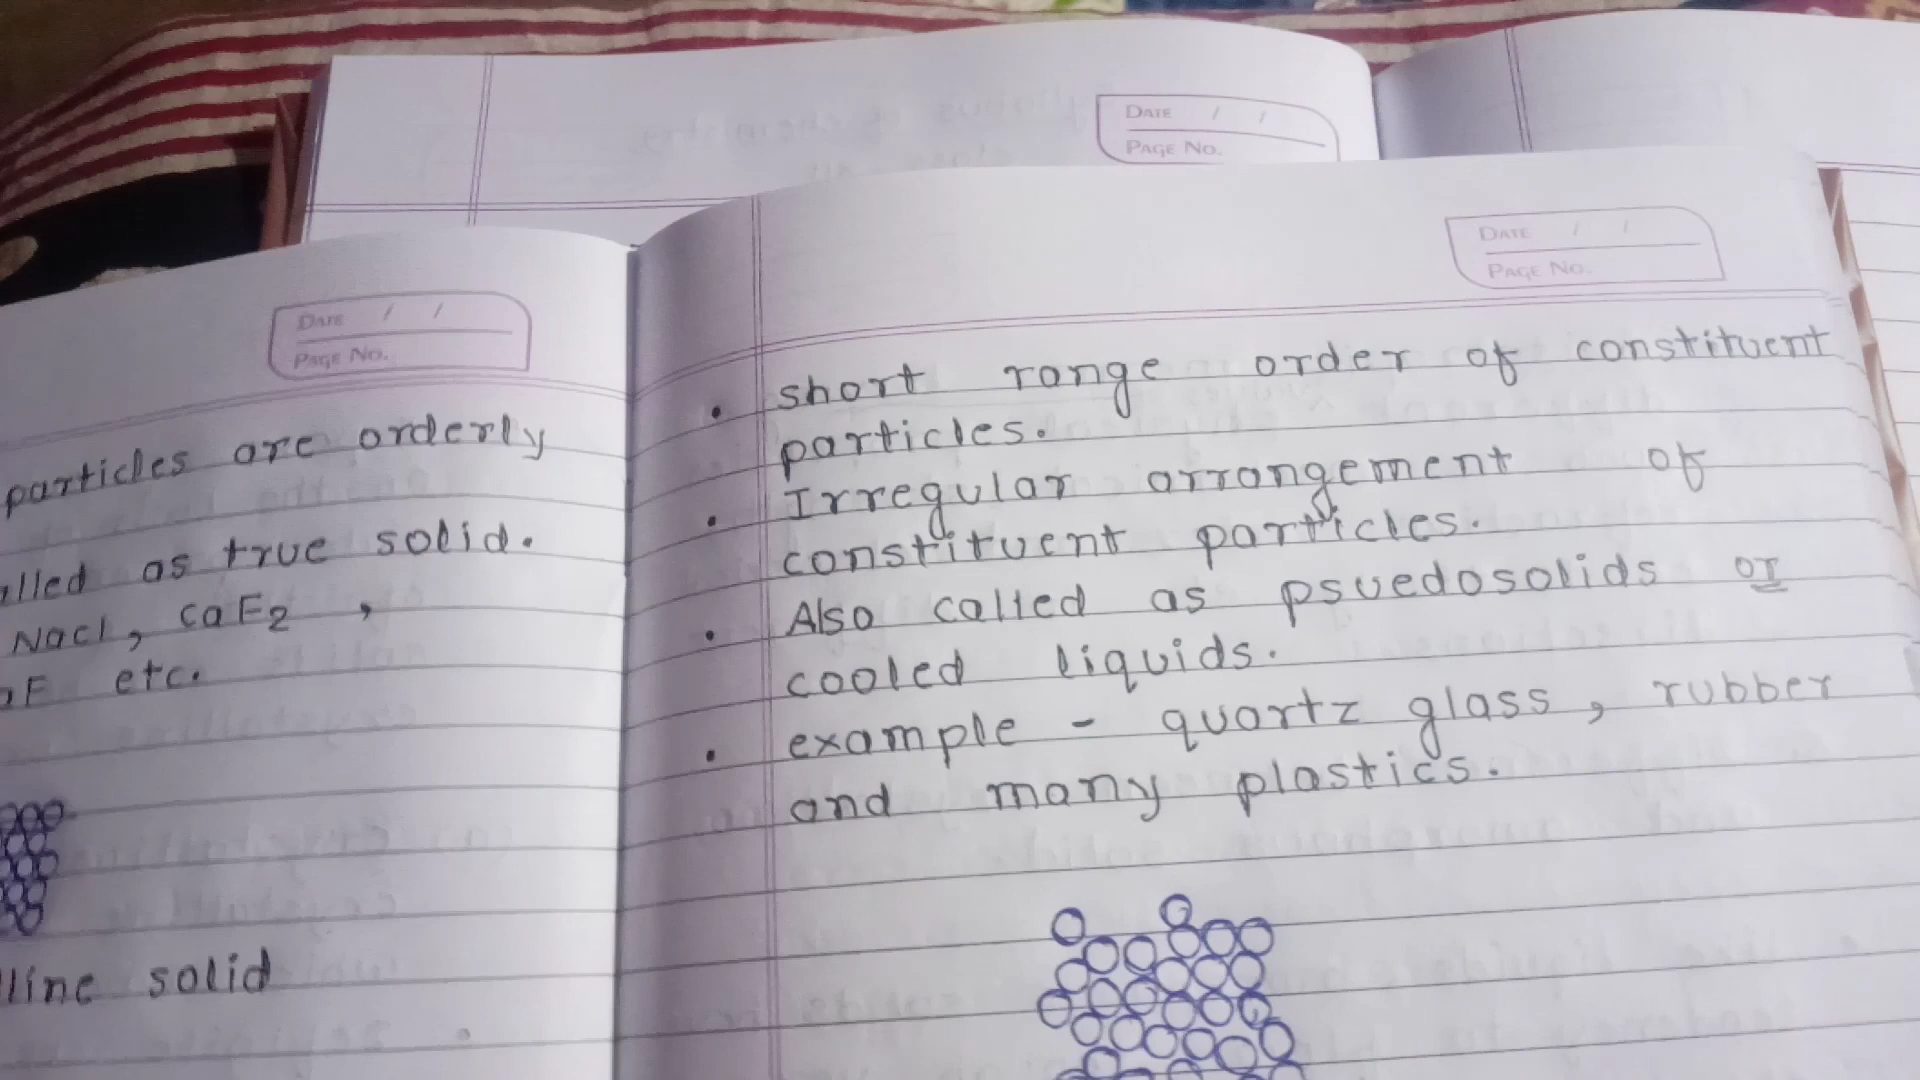 DATE / /
PAGE No.
DATE / /
PAGE No.
DATE / /
PAGE No.
particles are orderly
as true solid.
NaCl, CaF2 ,
etc.
solid
• short range order of constituent
particles.
• Irregular arrangement of
constituent particles.
• Also called as psuedosolids or
cooled liquids.
• example - quartz glass, rubber
and many plastics.